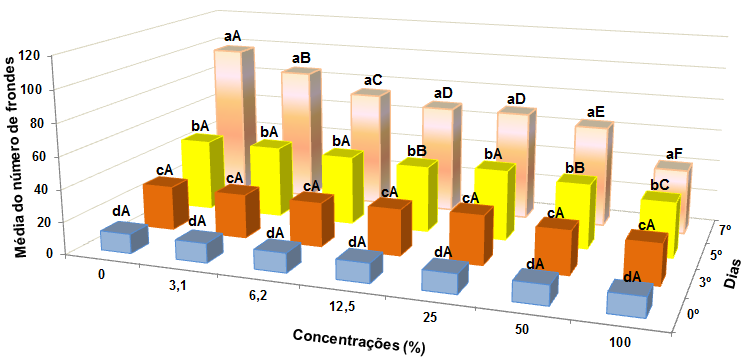 Média do número de frondes
120
100
80
60
40
20
0
aA
aB
aC
aD
aD
aE
aF
bA
bA
bA
bB
bA
bB
bC
cA
cA
cA
cA
cA
cA
cA
dA
dA
dA
dA
dA
dA
dA
0
3,1
6,2
12,5
25
50
100
Concentrações (%)
7º
5º
3º
0º
Dias